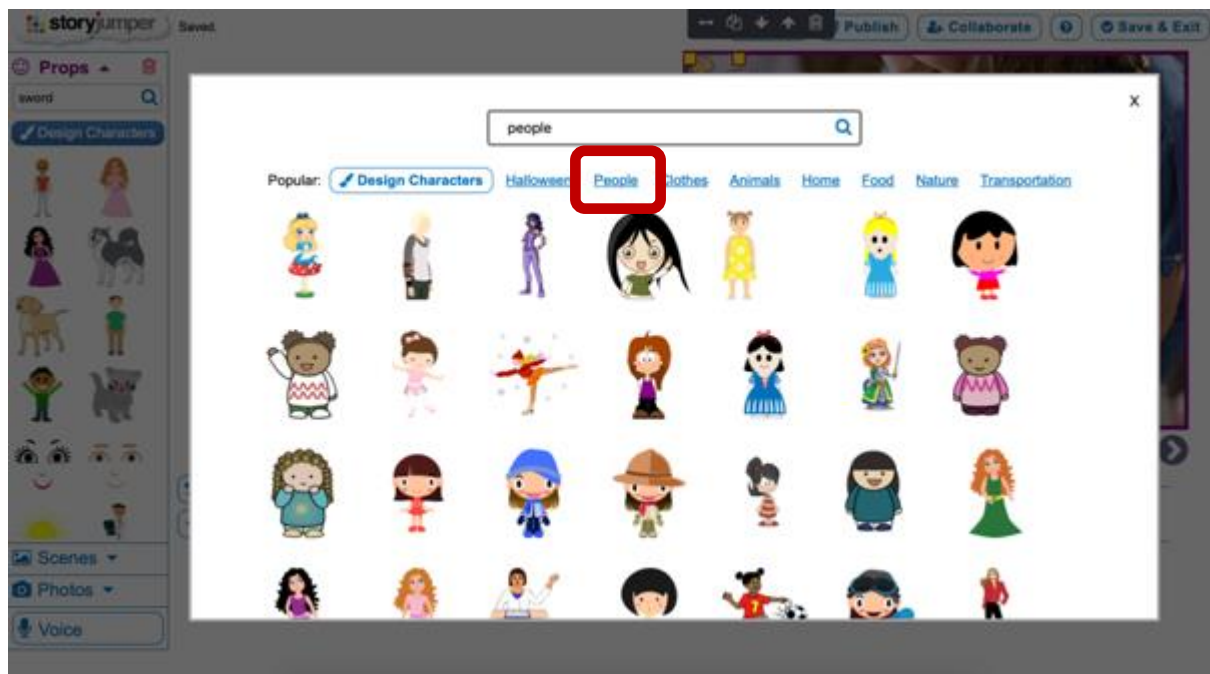 storyjumper Saved. Publish Collaborate ? Save & Exit
Props
sword
Design Characters
x
people
Popular: Design Characters Halloween People Clothes Animals Home Food Nature Transportation
7
Scenes
Photos
Voice